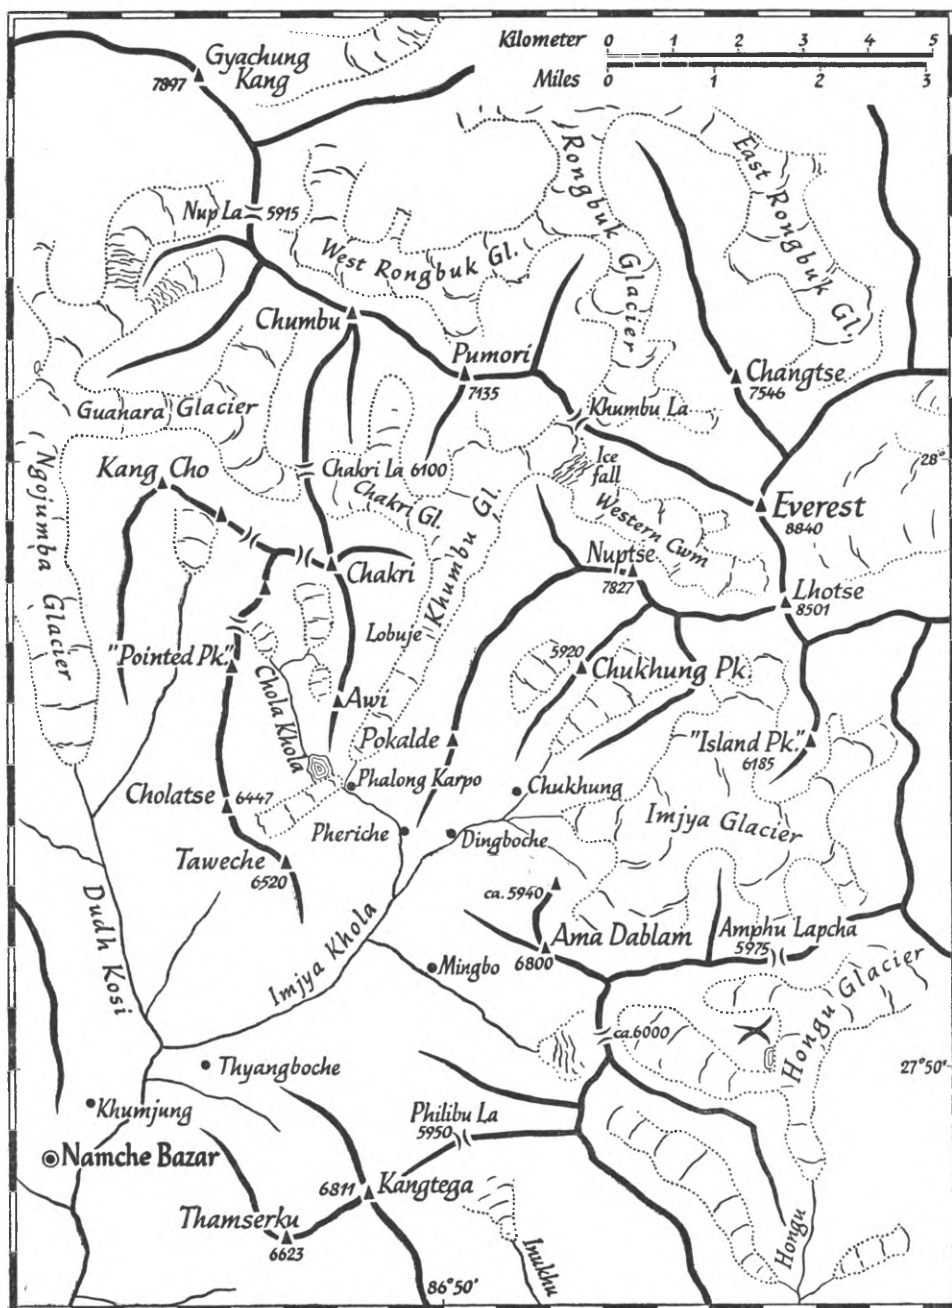 Kilometer 0 1 2 3 4 5
Miles 1 2 3
Gyachung
Kang
7897
Rongbuk Glacier
East Rongbuk Gl.
Nup La 5915
West Rongbuk Gl.
Chumbu
Pumori
7135
Changtse
7546
Guanara Glacier
Khumbu La
Ngojumba Glacier
Kang Cho
Chakri La 6100
Ice
fall
28°
Chakri Gl.
Khumbu Gl.
Western Cwm
Everest
8840
Nuptse
7827
Chakri
Lhotse
8501
Lobuje
"Pointed Pk."
5920
Chukhung Pk.
Chola Khola
Awi
Pokalde
"Island Pk."
6185
Phalong Karpo
Chukhung
Cholatse 6447
Imjya Glacier
Pheriche
Dingboche
Taweche
6520
ca. 5940
Dudh Kosi
Imjya Khola
Ama Dablam
6800
Amphu Lapcha
5975
Mingbo
Hongu Glacier
ca. 6000
Thyangboche
27°50'
Khumjung
Philibu La
5950
Namche Bazar
6811 Kangtega
Thamserku
6623
Inukhu
Hongu
86°50'